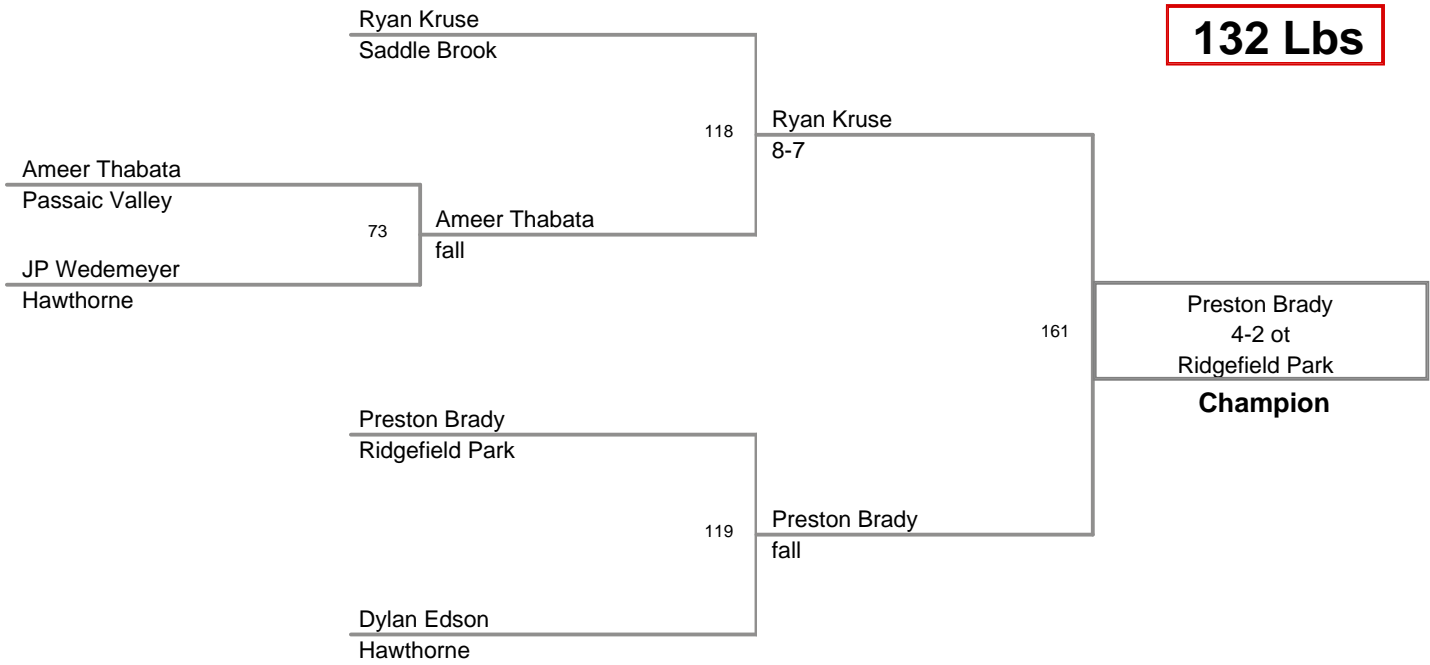 Ryan Kruse
Saddle Brook
132 Lbs
118
Ryan Kruse
8-7
Ameer Thabata
Passaic Valley
73
Ameer Thabata
fall
JP Wedemeyer
Hawthorne
161
Preston Brady
4-2 ot
Ridgefield Park
Champion
Preston Brady
Ridgefield Park
119
Preston Brady
fall
Dylan Edson
Hawthorne